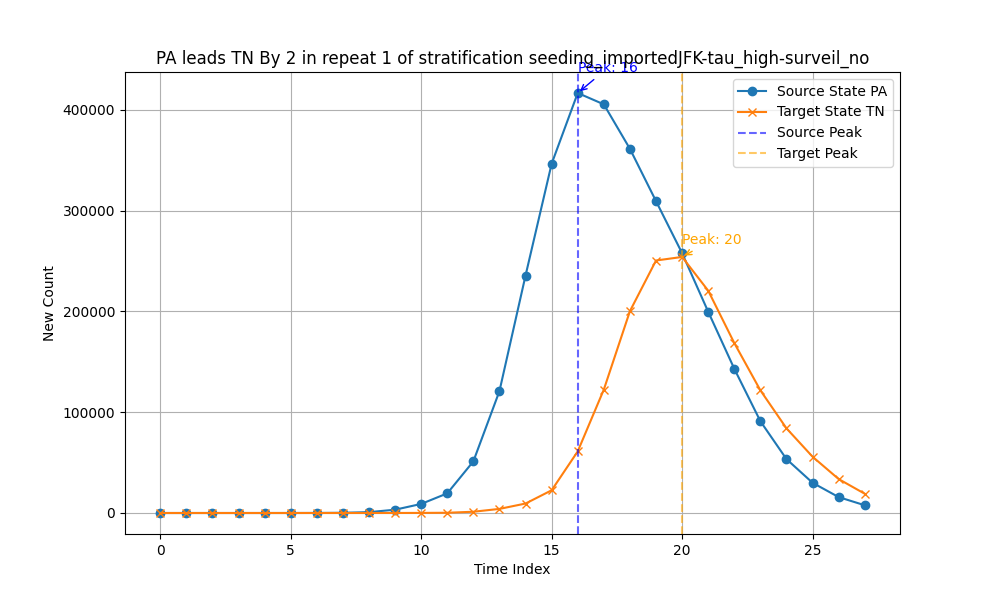 PA leads TN By 2 in repeat 1 of stratification seeding_importedJFK-tau_high-surveil_no
Peak: 16
Source State PA
Target State TN
Source Peak
Target Peak
Peak: 20
New Count
400000
300000
200000
100000
0
0 5 10 15 20 25
Time Index